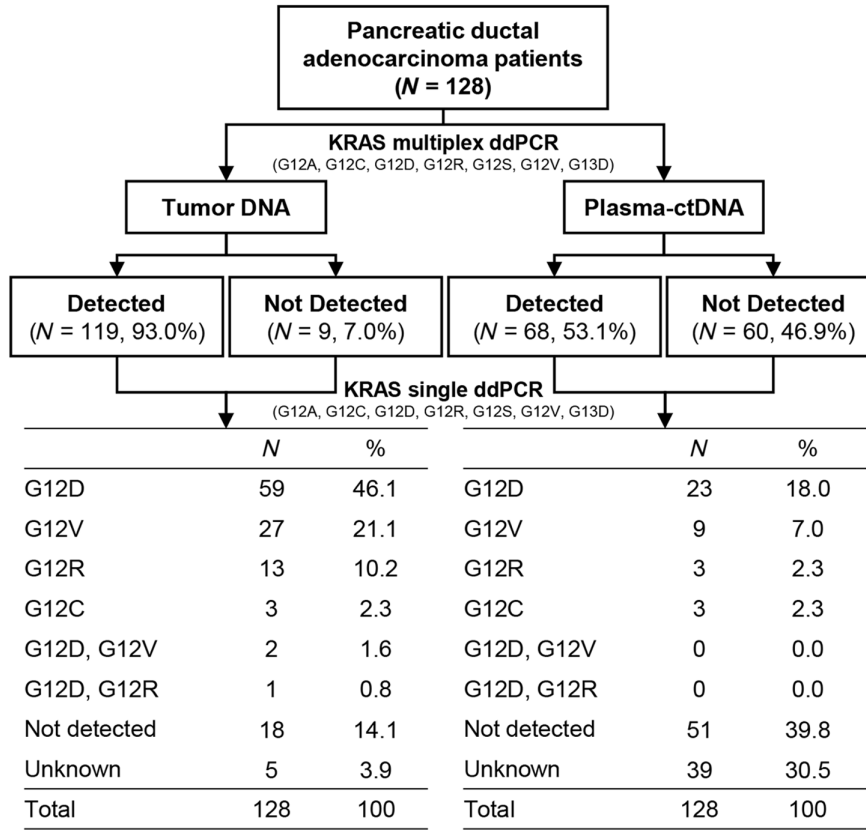 Pancreatic ductal
adenocarcinoma patients
(N = 128)
KRAS multiplex ddPCR
(G12A, G12C, G12D, G12R, G12S, G12V, G13D)
Tumor DNA
Plasma-ctDNA
Detected
(N = 119, 93.0%)
Not Detected
(N = 9, 7.0%)
Detected
(N = 68, 53.1%)
Not Detected
(N = 60, 46.9%)
KRAS single ddPCR
(G12A, G12C, G12D, G12R, G12S, G12V, G13D)
N %
G12D 59 46.1
G12V 27 21.1
G12R 13 10.2
G12C 3 2.3
G12D, G12V 2 1.6
G12D, G12R 1 0.8
Not detected 18 14.1
Unknown 5 3.9
Total 128 100
N %
G12D 23 18.0
G12V 9 7.0
G12R 3 2.3
G12C 3 2.3
G12D, G12V 0 0.0
G12D, G12R 0 0.0
Not detected 51 39.8
Unknown 39 30.5
Total 128 100